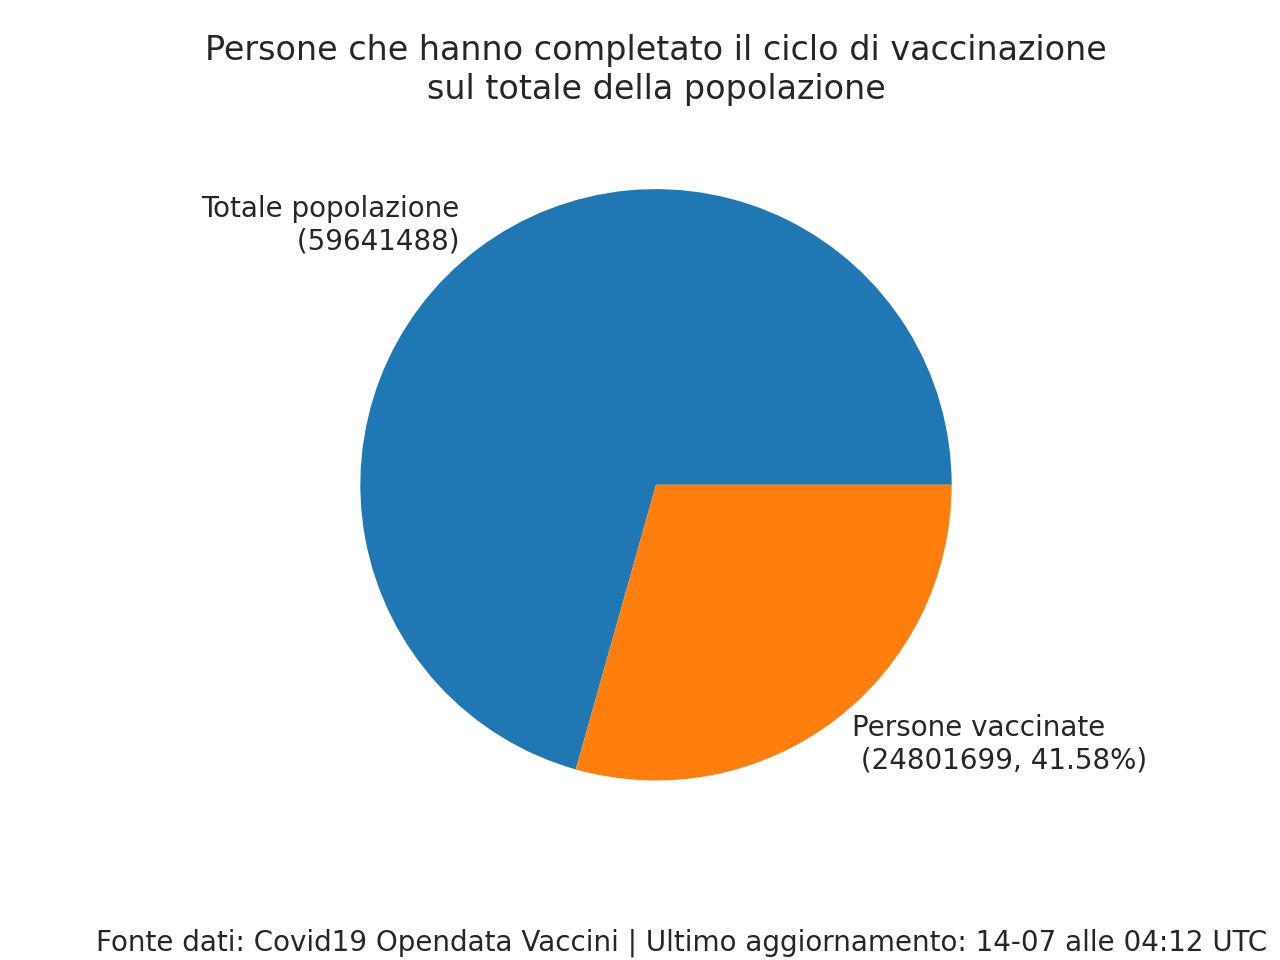 Persone che hanno completato il ciclo di vaccinazione
sul totale della popolazione
Totale popolazione
(59641488)
Persone vaccinate
(24801699, 41.58%)
Fonte dati: Covid19 Opendata Vaccini | Ultimo aggiornamento: 14-07 alle 04:12 UTC